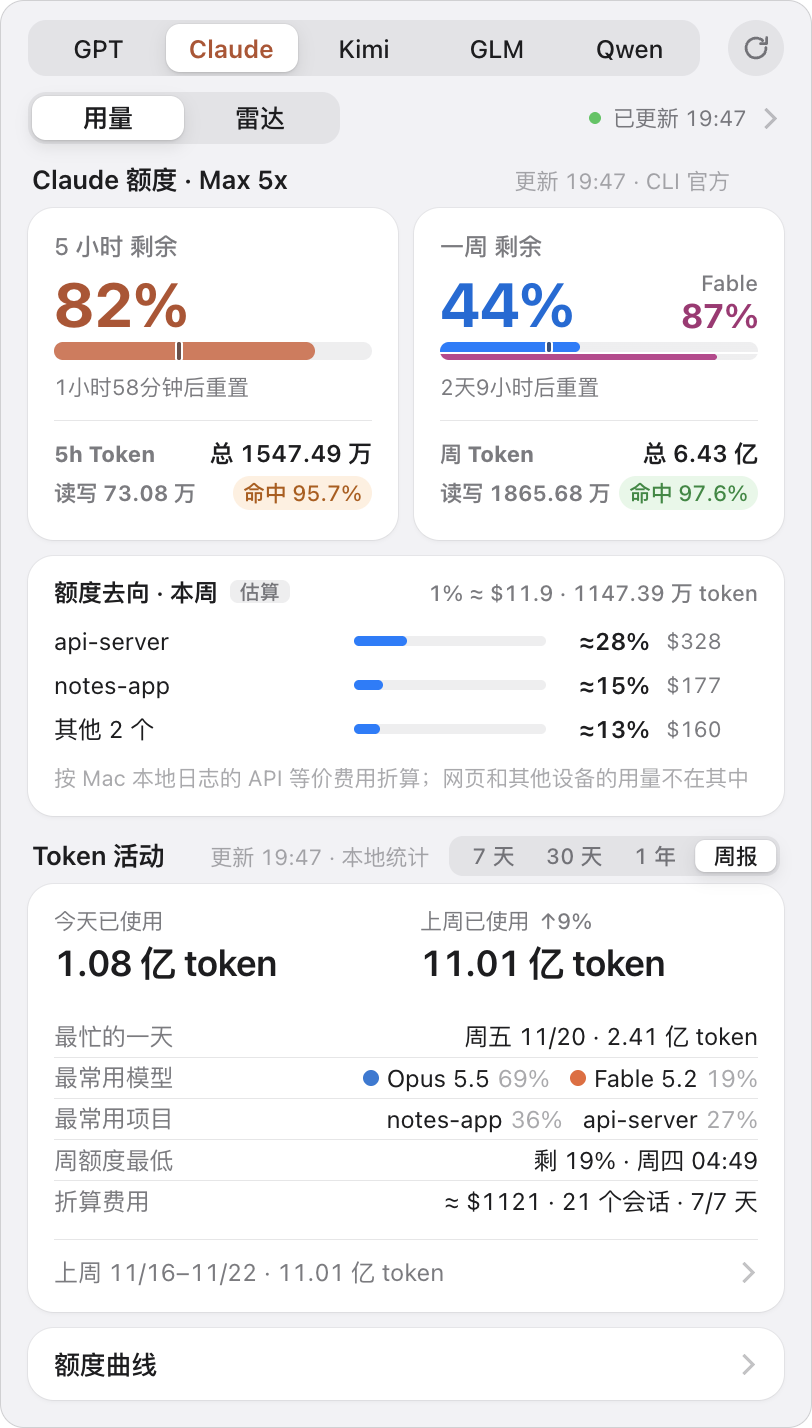 GPT Claude Kimi GLM Qwen
用量 雷达 已更新 19:47
Claude 额度 · Max 5x 更新 19:47 · CLI 官方
5 小时 剩余
82%
1小时58分钟后重置
5h Token 总 1547.49 万
读写 73.08 万 命中 95.7%
一周 剩余
44% Fable 87%
2天9小时后重置
周 Token 总 6.43 亿
读写 1865.68 万 命中 97.6%
额度去向 · 本周 估算 1% ≈ $11.9 · 1147.39 万 token
api-server ≈28% $328
notes-app ≈15% $177
其他 2 个 ≈13% $160
按 Mac 本地日志的 API 等价费用折算；网页和其他设备的用量不在其中
Token 活动 更新 19:47 · 本地统计 7 天 30 天 1 年 周报
今天已使用 上周已使用 ↑9%
1.08 亿 token 11.01 亿 token
最忙的一天 周五 11/20 · 2.41 亿 token
最常用模型 Opus 5.5 69% Fable 5.2 19%
最常用项目 notes-app 36% api-server 27%
周额度最低 剩 19% · 周四 04:49
折算费用 ≈ $1121 · 21 个会话 · 7/7 天
上周 11/16–11/22 · 11.01 亿 token
额度曲线